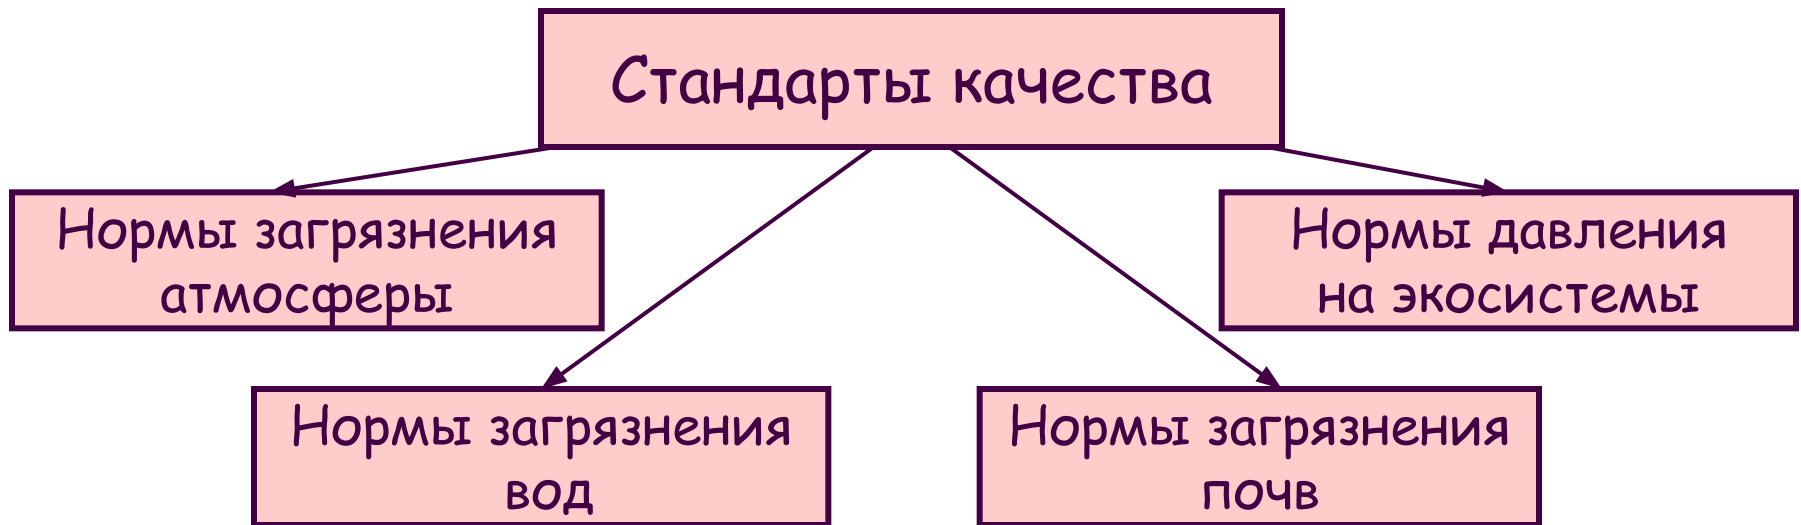 Стандарты качества
Нормы загрязнения
атмосферы
Нормы давления
на экосистемы
Нормы загрязнения
вод
Нормы загрязнения
почв